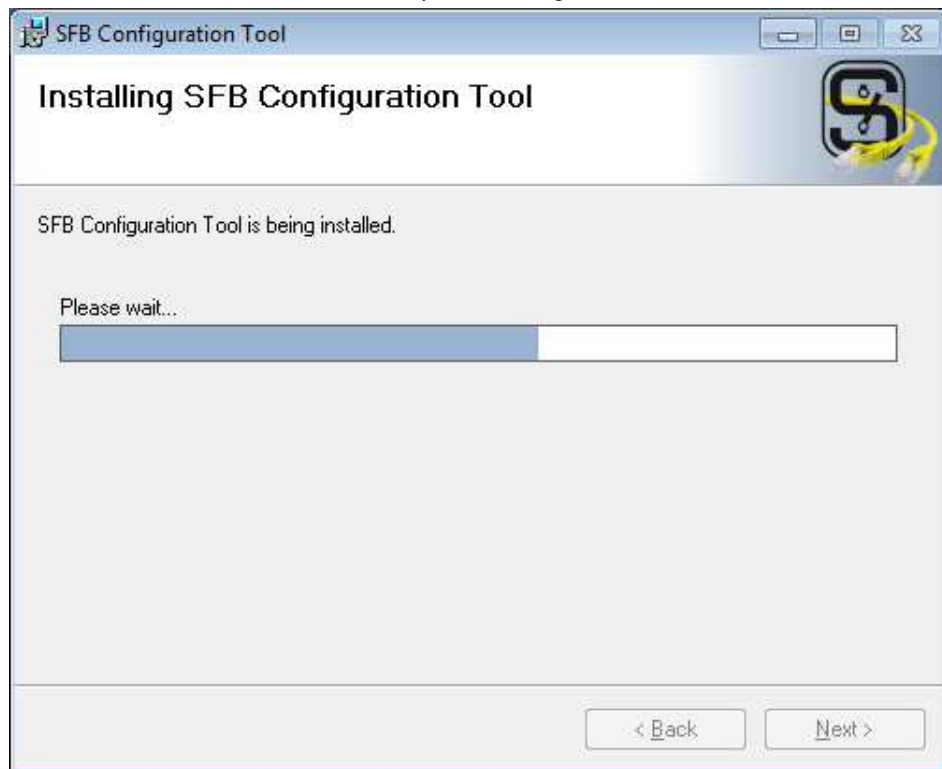 SFB Configuration Tool
Installing SFB Configuration Tool
SFB Configuration Tool is being installed.
Please wait...
< Back
Next >